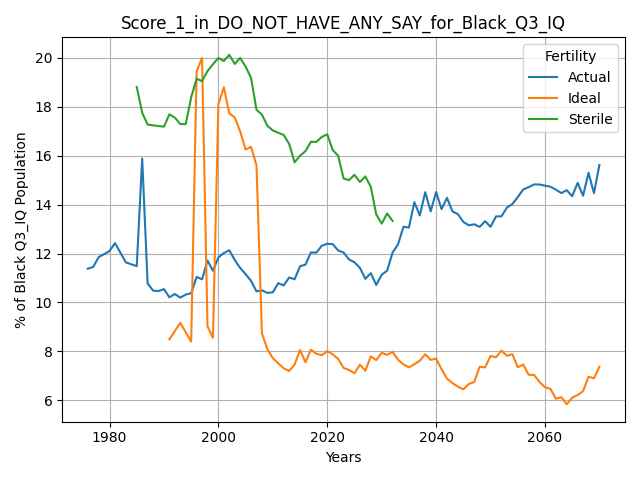 Score_1_in_DO_NOT_HAVE_ANY_SAY_for_Black_Q3_IQ
Fertility
Actual
Ideal
Sterile
% of Black Q3_IQ Population
20
18
16
14
12
10
8
6
1980
2000
2020
2040
2060
Years